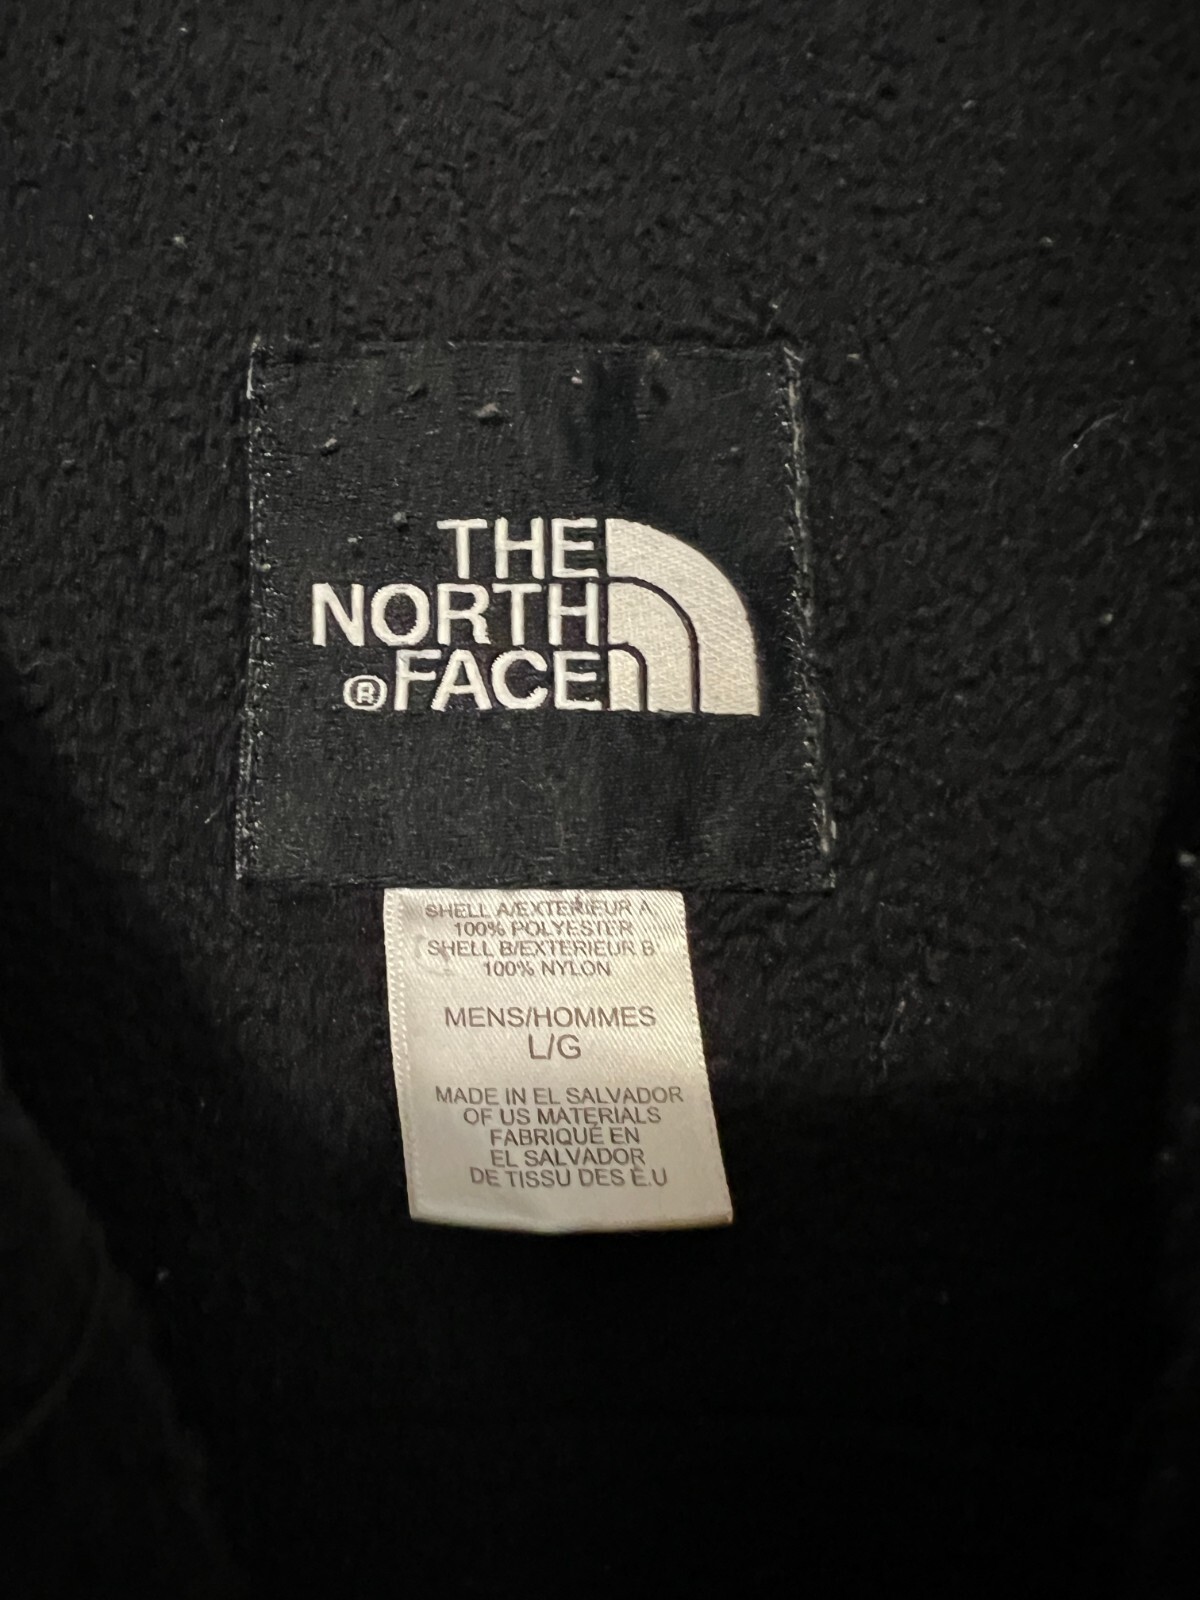 THE
NORTH
®FACE
SHELL A/EXTERIEUR A
100% POLYESTER
SHELL B/EXTERIEUR B
100% NYLON
MENS/HOMMES
L/G
MADE IN EL SALVADOR
OF US MATERIALS
FABRIQUÉ EN
EL SALVADOR
DE TISSU DES É.U